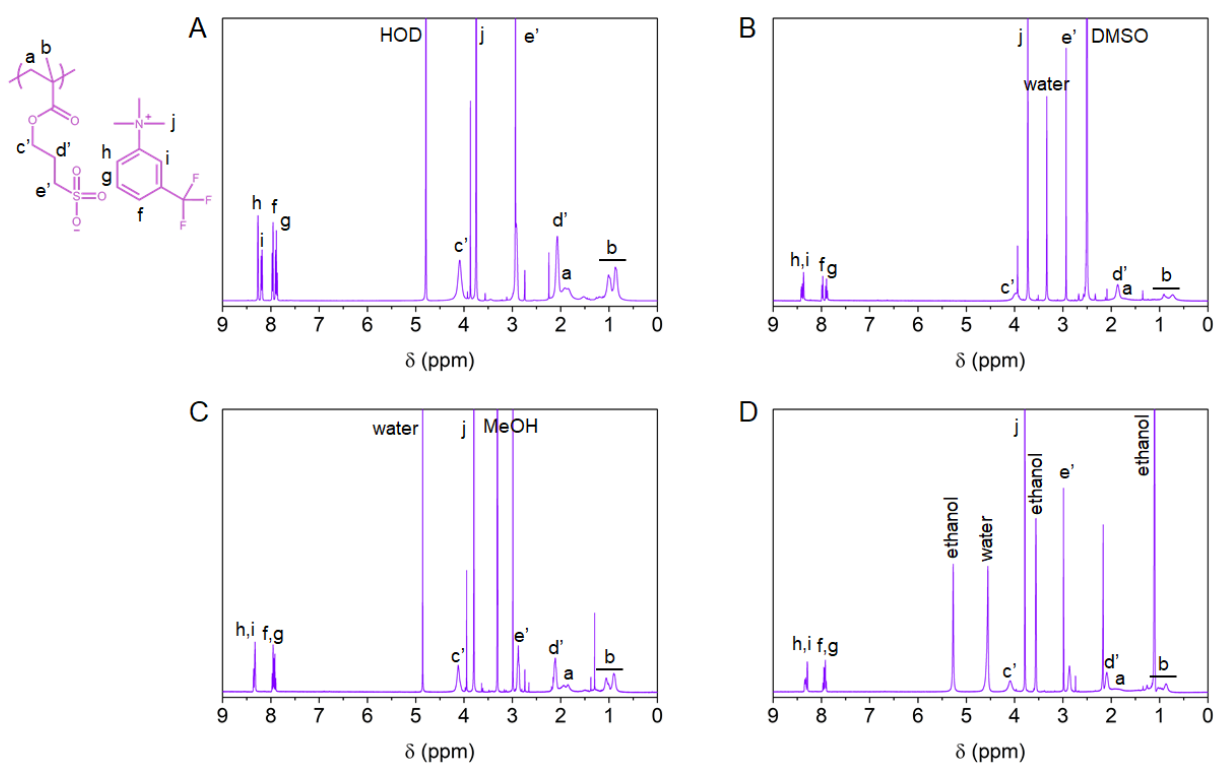 a
b
j
c’
d’
e’
h
i
g
f
N
+
O
O
O
S
O
O
−
F
F
F
A
HOD
j
e’
h
i
f
g
c’
d’
a
b
9 8 7 6 5 4 3 2 1 0
δ (ppm)
B
j
water
e’
DMSO
h,i
f,g
c’
d’
a
b
9 8 7 6 5 4 3 2 1 0
δ (ppm)
C
water
j
MeOH
h,i
f,g
c’
e’
d’
a
b
9 8 7 6 5 4 3 2 1 0
δ (ppm)
D
ethanol
water
j
ethanol
e’
ethanol
h,i
f,g
c’
d’
a
b
9 8 7 6 5 4 3 2 1 0
δ (ppm)